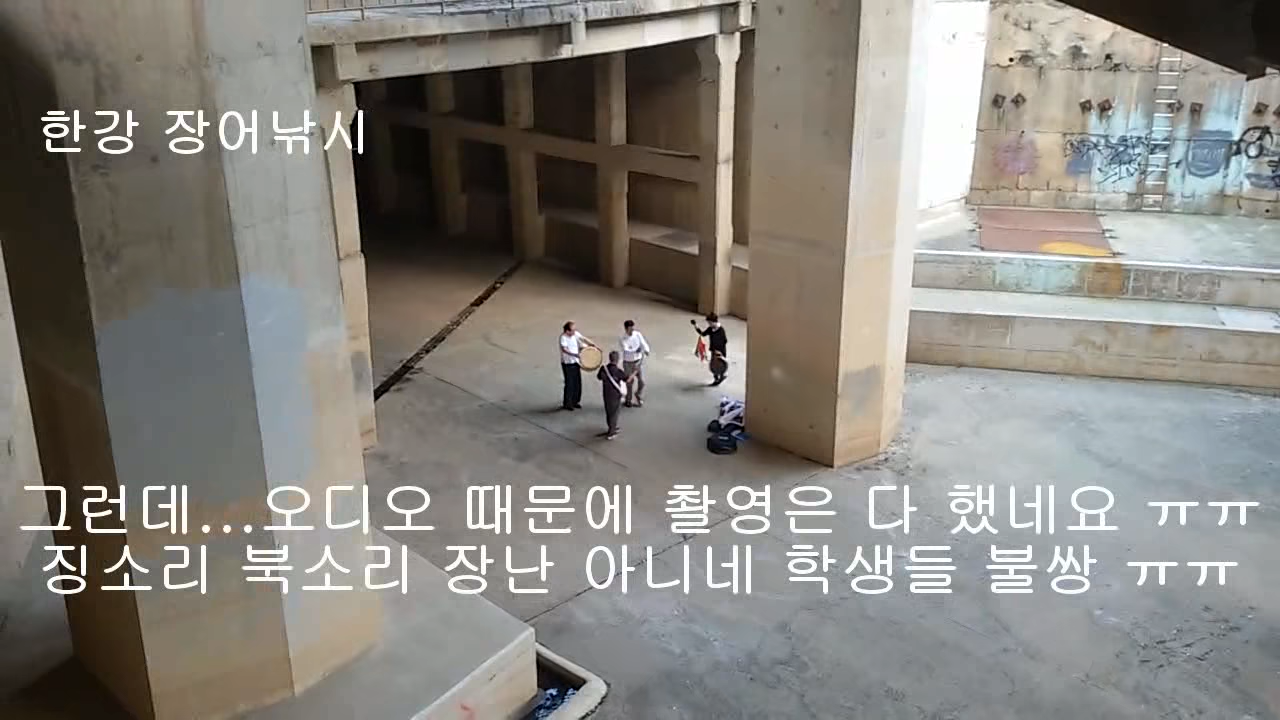 한강 장어낚시
그런데...오디오 때문에 촬영은 다 했네요 ㅠㅠ
징소리 북소리 장난 아니네 학생들 불쌍 ㅠㅠ